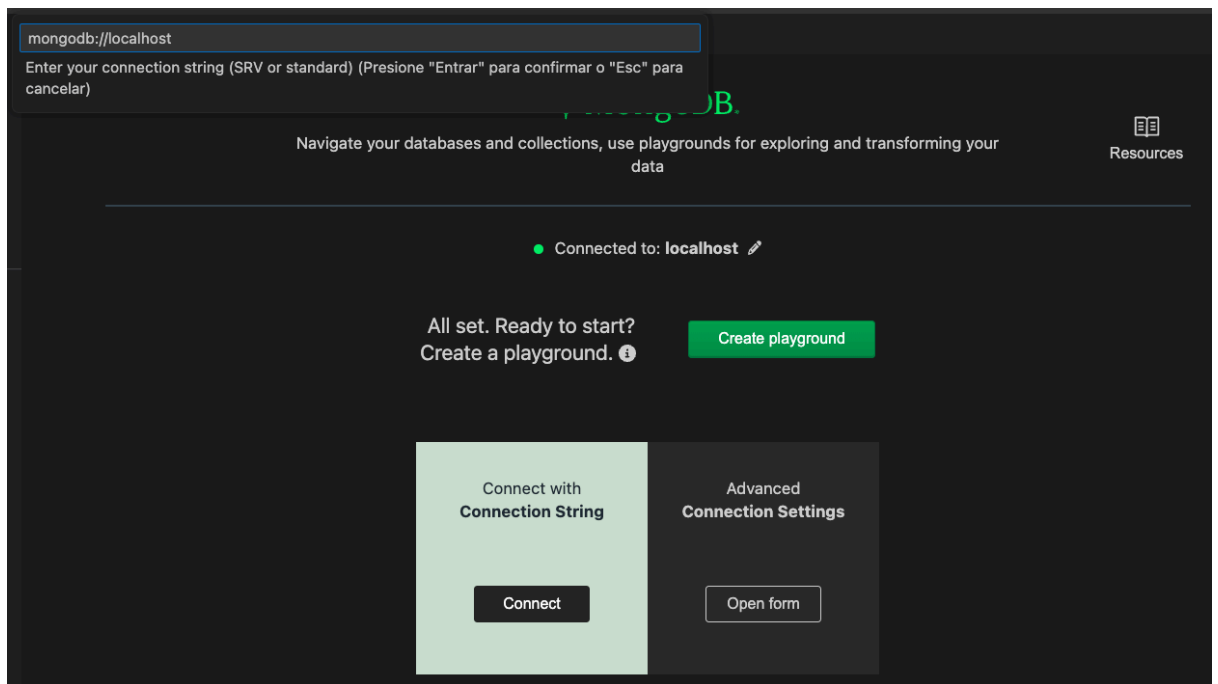 mongodb://localhost
Enter your connection string (SRV or standard) (Presione "Entrar" para confirmar o "Esc" para
cancelar)
MongoDB.
Navigate your databases and collections, use playgrounds for exploring and transforming your
data
Resources
Connected to: localhost
All set. Ready to start?
Create a playground.
Create playground
Connect with
Connection String
Connect
Advanced
Connection Settings
Open form